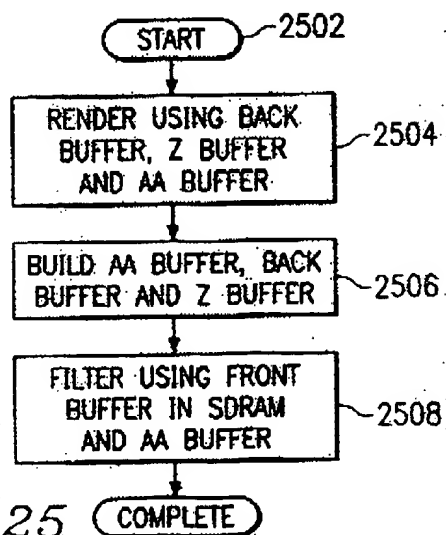 START
2502
RENDER USING BACK
BUFFER, Z BUFFER
AND AA BUFFER
2504
BUILD AA BUFFER, BACK
BUFFER AND Z BUFFER
2506
FILTER USING FRONT
BUFFER IN SDRAM
AND AA BUFFER
2508
25
COMPLETE